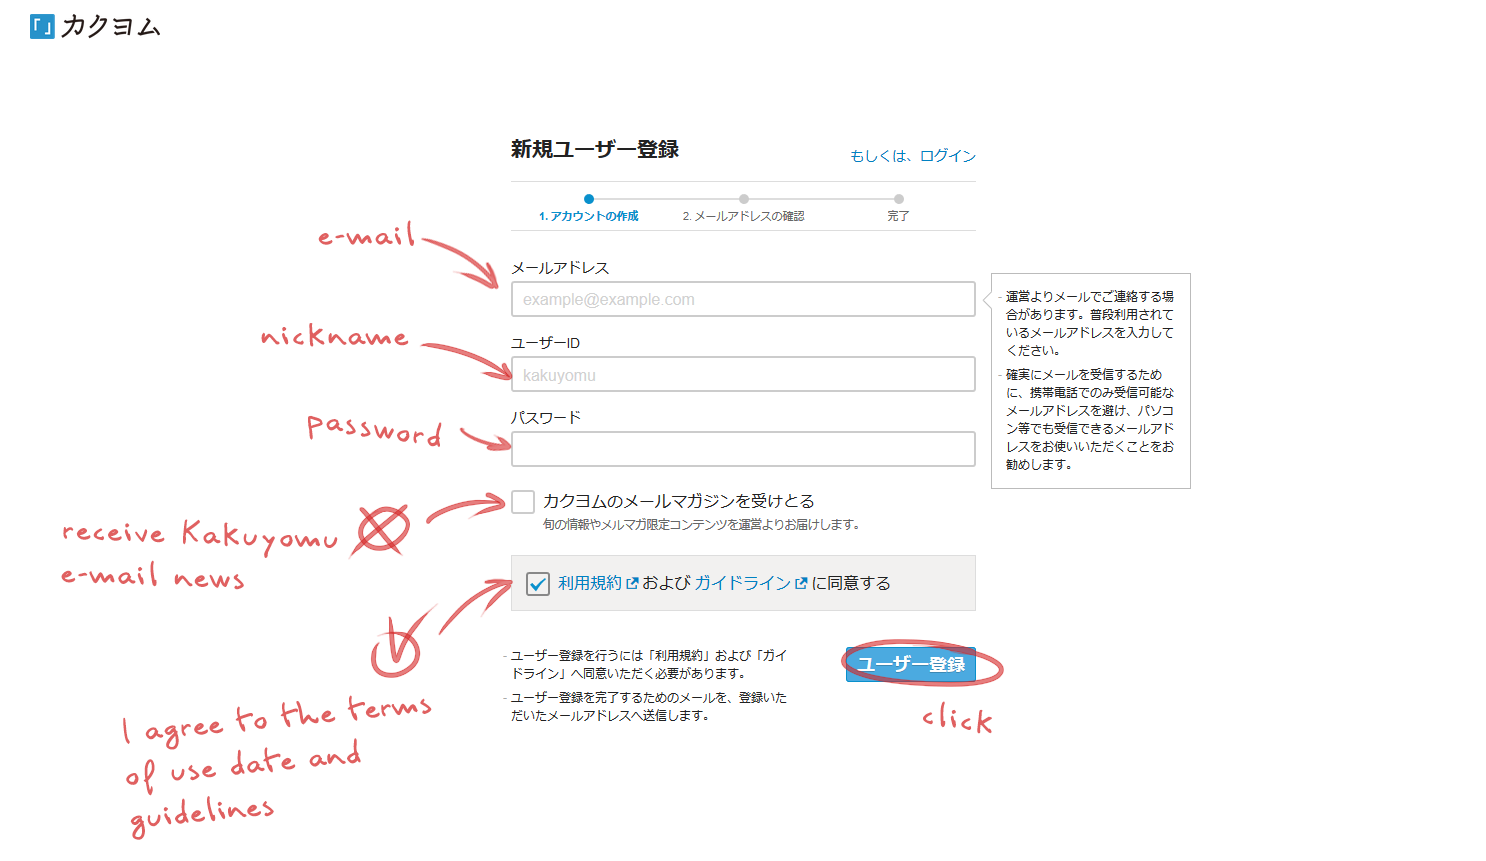 「」カクヨム
新規ユーザー登録
もしくは、ログイン
1. アカウントの作成
2. メールアドレスの確認
完了
e-mail
メールアドレス
example@example.com
- 運営よりメールでご連絡する場
合があります。普段利用されて
いるメールアドレスを入力して
ください。
- 確実にメールを受信するため
に、携帯電話でのみ受信可能な
メールアドレスを避け、パソコ
ン等でも受信できるメールアド
レスをお使いいただくことをお
勧めします。
nickname
ユーザーID
kakuyomu
password
パスワード
receive Kakuyomu
e-mail news
カクヨムのメールマガジンを受けとる
旬の情報やメルマガ限定コンテンツを運営よりお届けします。
利用規約 および ガイドライン に同意する
I agree to the terms
of use date and
guidelines
- ユーザー登録を行うには「利用規約」および「ガイ
ドライン」へ同意いただく必要があります。
- ユーザー登録を完了するためのメールを、登録いた
だいたメールアドレスへ送信します。
ユーザー登録
click